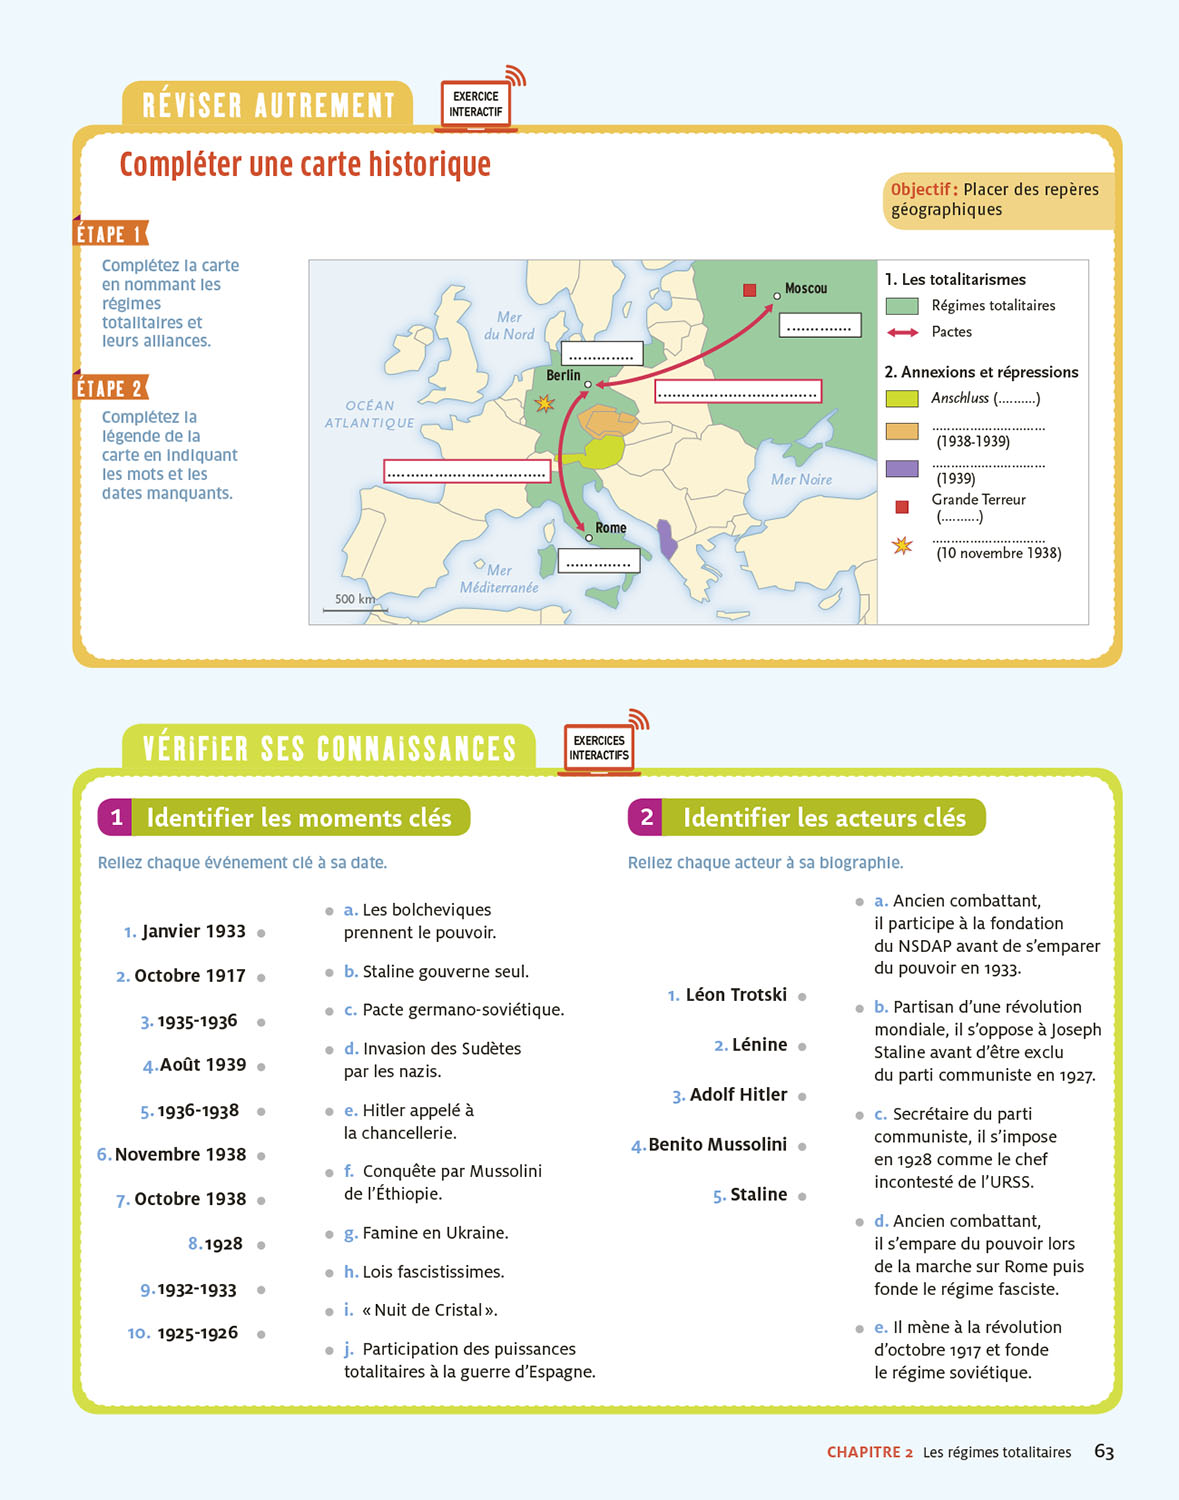 RÉViSER AUTREMENT
EXERCICE
INTERACTIF
Compléter une carte historique
Objectif : Placer des repères
géographiques
ÉTAPE 1
Complétez la carte
en nommant les
régimes
totalitaires et
leurs alliances.
ÉTAPE 2
Complétez la
légende de la
carte en indiquant
les mots et les
dates manquants.
Mer
du Nord
OCÉAN
ATLANTIQUE
Berlin
..............
Moscou
..............
..................................
..................................
Mer Noire
Rome
..............
Mer
Méditerranée
500 km
1. Les totalitarismes
Régimes totalitaires
Pactes
2. Annexions et répressions
Anschluss (..........)
..............................
(1938-1939)
..............................
(1939)
Grande Terreur
(..........)
..............................
(10 novembre 1938)
VÉRiFiER SES CONNAiSSANCES
EXERCICES
INTERACTIFS
1 Identifier les moments clés
Reliez chaque événement clé à sa date.
1. Janvier 1933
2. Octobre 1917
3. 1935-1936
4. Août 1939
5. 1936-1938
6. Novembre 1938
7. Octobre 1938
8. 1928
9. 1932-1933
10. 1925-1926
a. Les bolcheviques
prennent le pouvoir.
b. Staline gouverne seul.
c. Pacte germano-soviétique.
d. Invasion des Sudètes
par les nazis.
e. Hitler appelé à
la chancellerie.
f. Conquête par Mussolini
de l'Éthiopie.
g. Famine en Ukraine.
h. Lois fascistissimes.
i. « Nuit de Cristal ».
j. Participation des puissances
totalitaires à la guerre d'Espagne.
2 Identifier les acteurs clés
Reliez chaque acteur à sa biographie.
1. Léon Trotski
2. Lénine
3. Adolf Hitler
4. Benito Mussolini
5. Staline
a. Ancien combattant,
il participe à la fondation
du NSDAP avant de s'emparer
du pouvoir en 1933.
b. Partisan d'une révolution
mondiale, il s'oppose à Joseph
Staline avant d'être exclu
du parti communiste en 1927.
c. Secrétaire du parti
communiste, il s'impose
en 1928 comme le chef
incontesté de l'URSS.
d. Ancien combattant,
il s'empare du pouvoir lors
de la marche sur Rome puis
fonde le régime fasciste.
e. Il mène à la révolution
d'octobre 1917 et fonde
le régime soviétique.
CHAPITRE 2 Les régimes totalitaires 63